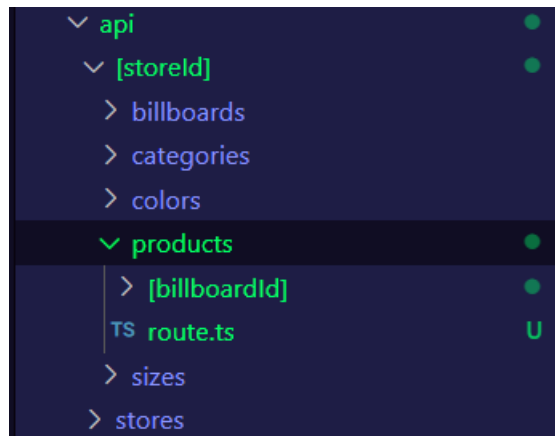 api
[storeId]
billboards
categories
colors
products
[billboardId]
TS route.ts U
sizes
stores